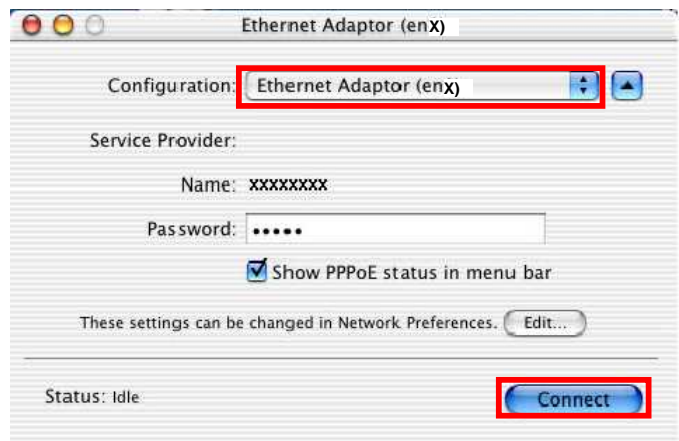 Ethernet Adaptor (enX)
Configuration: Ethernet Adaptor (enX)
Service Provider:
Name: XXXXXXXX
Password: •••••
Show PPPoE status in menu bar
These settings can be changed in Network Preferences. Edit...
Status: Idle
Connect